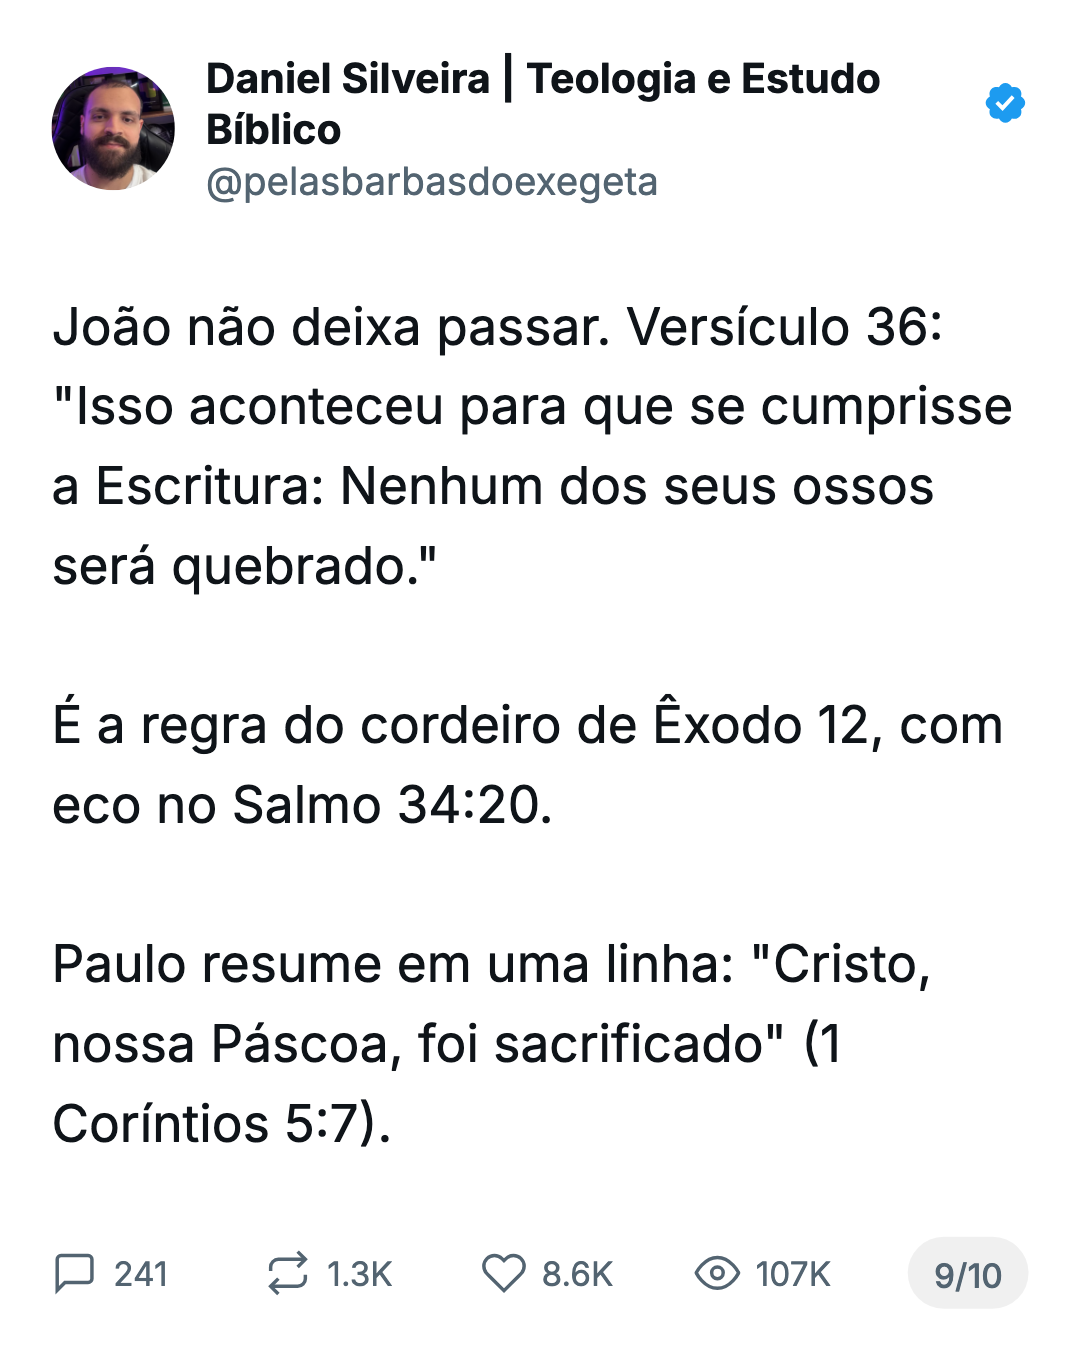 Daniel Silveira | Teologia e Estudo
Bíblico
@pelasbarbasdoexegeta
João não deixa passar. Versículo 36:
"Isso aconteceu para que se cumprisse
a Escritura: Nenhum dos seus ossos
será quebrado."
É a regra do cordeiro de Êxodo 12, com
eco no Salmo 34:20.
Paulo resume em uma linha: "Cristo,
nossa Páscoa, foi sacrificado" (1
Coríntios 5:7).
241 1.3K 8.6K 107K 9/10